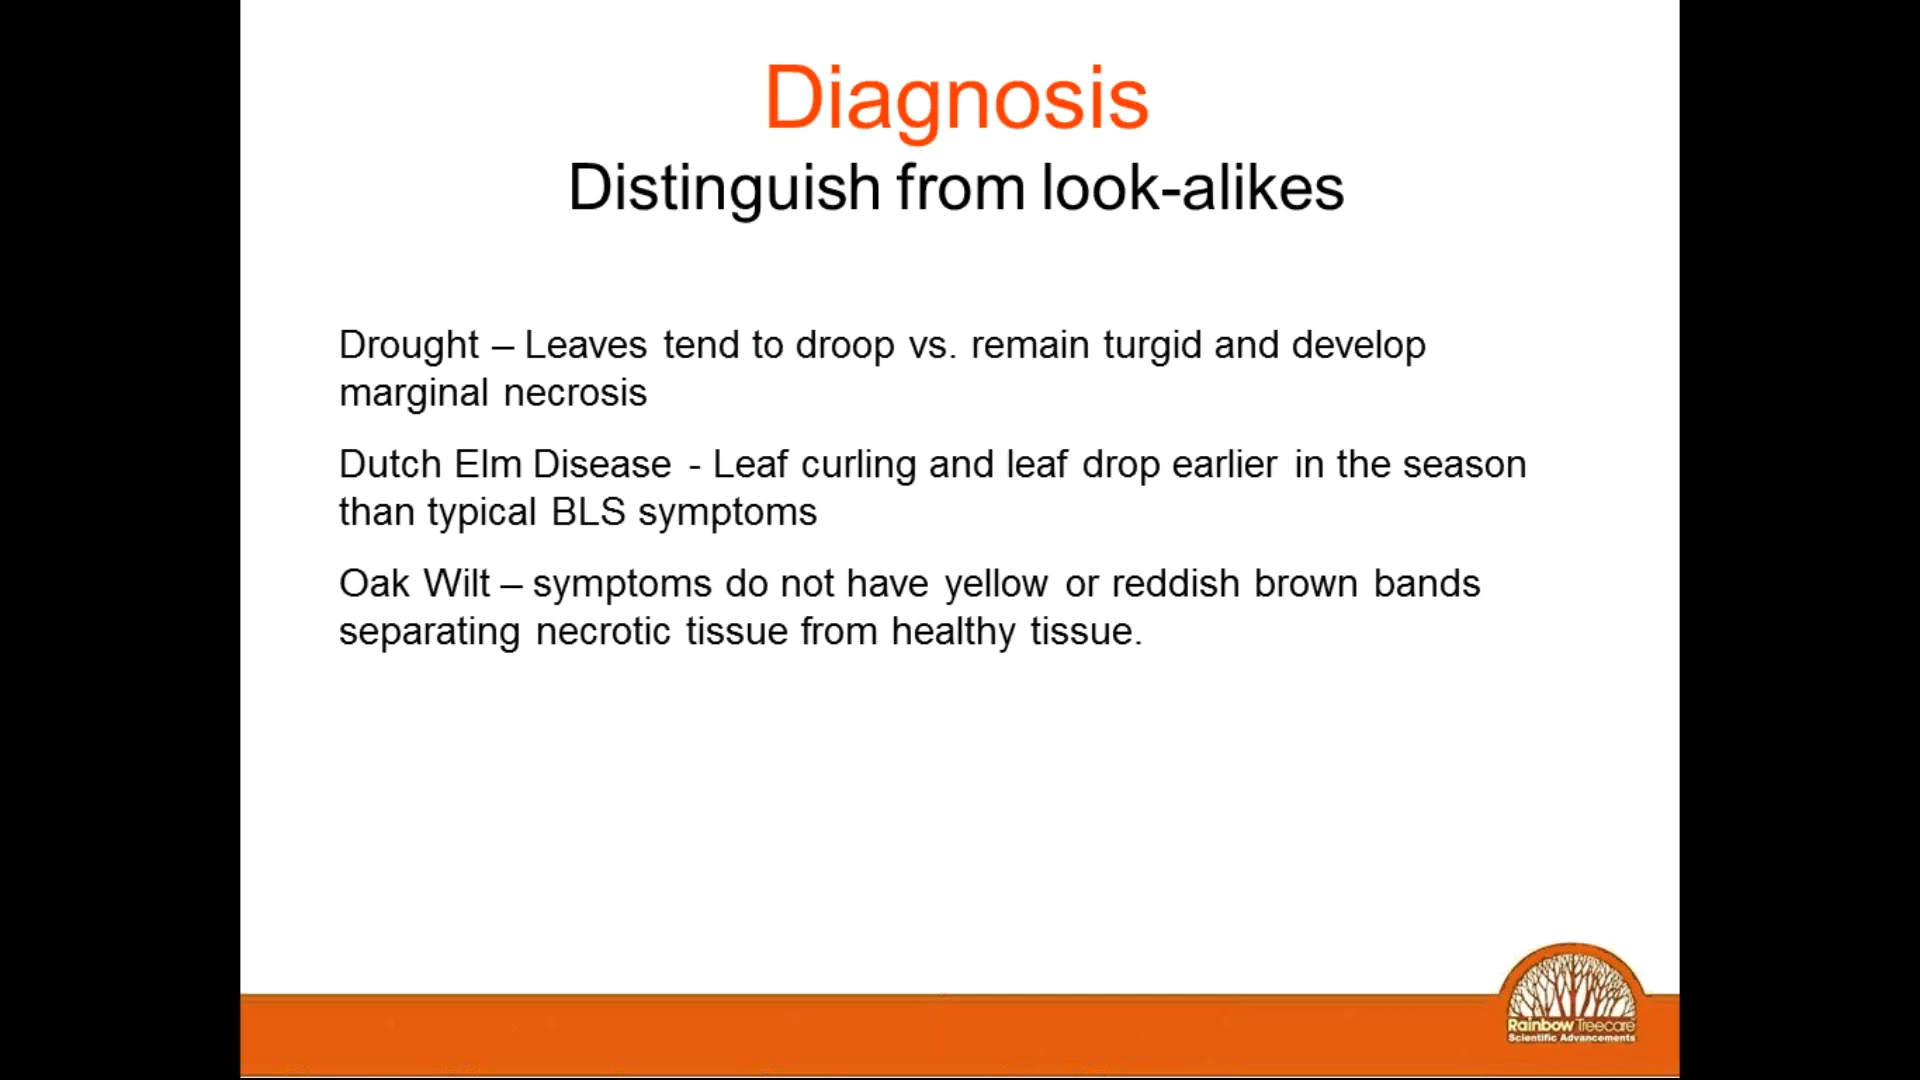 Diagnosis
Distinguish from look-alikes
Drought – Leaves tend to droop vs. remain turgid and develop
marginal necrosis
Dutch Elm Disease - Leaf curling and leaf drop earlier in the season
than typical BLS symptoms
Oak Wilt – symptoms do not have yellow or reddish brown bands
separating necrotic tissue from healthy tissue.
Rainbow Treecare
Scientific Advancements